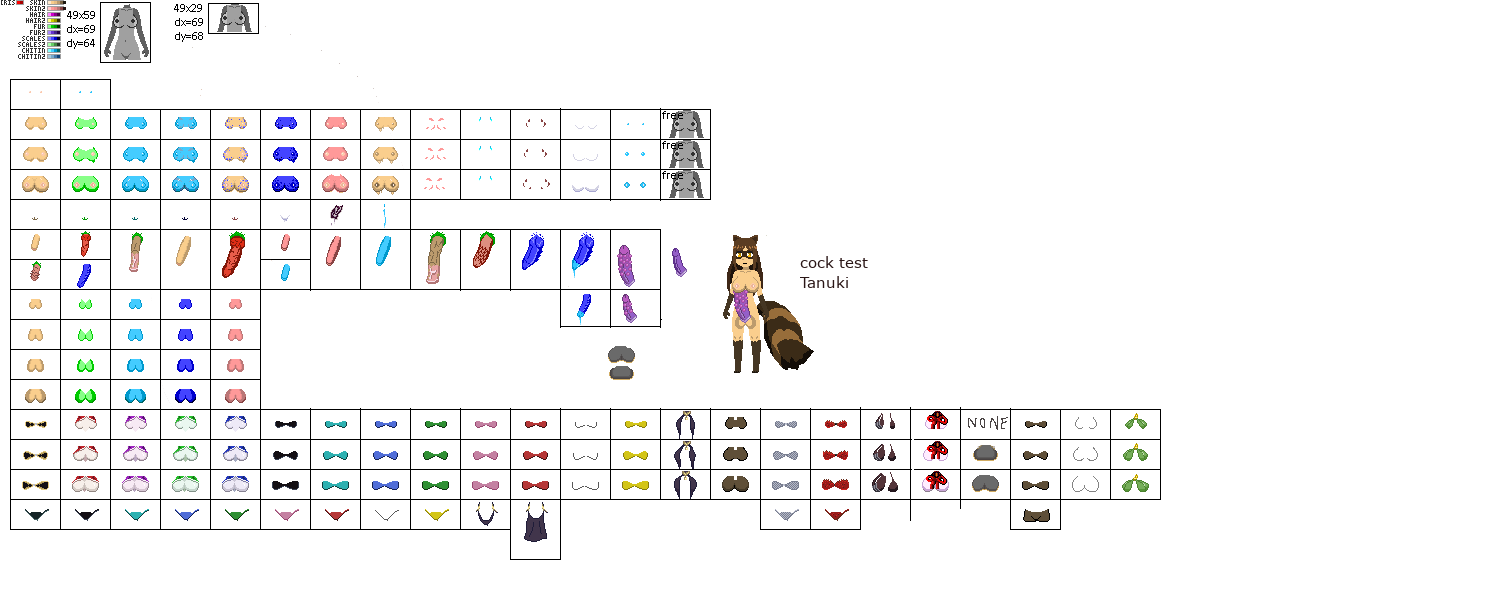 IRIS
SKIN
SKIN2
HAIR
HAIR2
FUR
FUR2
SCALES
SCALES2
CHITIN
CHITIN2
49x59
dx=69
dy=64
49x29
dx=69
dy=68
free
free
free
cock test
Tanuki
NONE